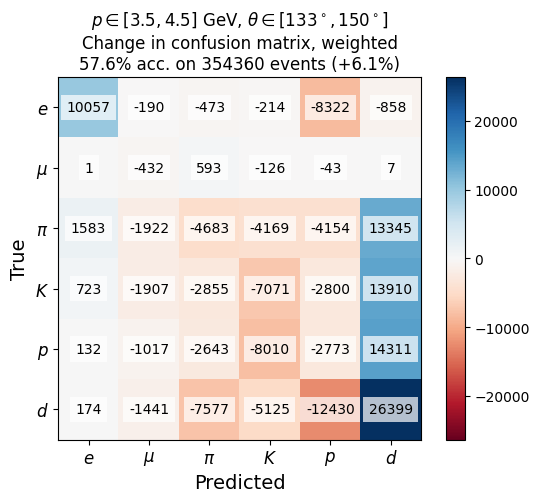 p ∈ [3.5, 4.5] GeV, θ ∈ [133°, 150°]
Change in confusion matrix, weighted
57.6% acc. on 354360 events (+6.1%)
e 10057 -190 -473 -214 -8322 -858
μ 1 -432 593 -126 -43 7
π 1583 -1922 -4683 -4169 -4154 13345
K 723 -1907 -2855 -7071 -2800 13910
p 132 -1017 -2643 -8010 -2773 14311
d 174 -1441 -7577 -5125 -12430 26399
e μ π K p d
Predicted
True
20000
10000
0
−10000
−20000